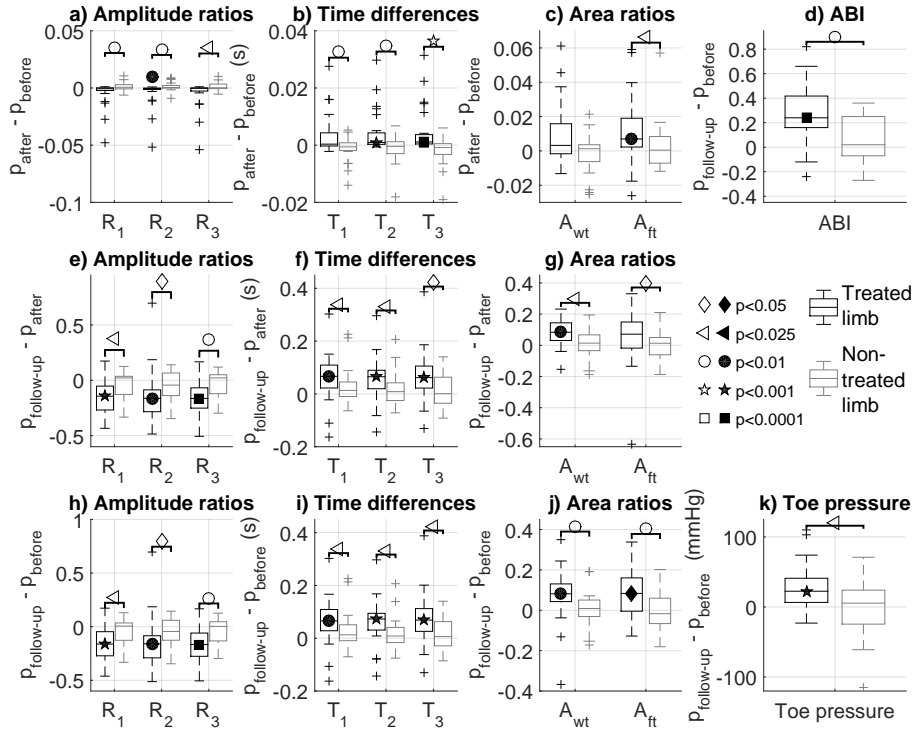 a) Amplitude ratios
0.05
0
-0.05
-0.1
p_after - p_before
R_1 R_2 R_3
b) Time differences
0.04
0.02
0
-0.02
p_after - p_before (s)
T_1 T_2 T_3
c) Area ratios
0.06
0.04
0.02
0
-0.02
p_after - p_before
A_wt A_ft
d) ABI
0.8
0.6
0.4
0.2
0
-0.2
-0.4
p_follow-up - p_before
ABI
e) Amplitude ratios
0.5
0
-0.5
p_follow-up - p_after
R_1 R_2 R_3
f) Time differences
0.4
0.2
0
-0.2
p_follow-up - p_after (s)
T_1 T_2 T_3
g) Area ratios
0.4
0.2
0
-0.2
-0.4
-0.6
p_follow-up - p_after
A_wt A_ft
p<0.05
p<0.025
p<0.01
p<0.001
p<0.0001
Treated
limb
Non-
treated
limb
h) Amplitude ratios
1
0.5
0
-0.5
p_follow-up - p_before
R_1 R_2 R_3
i) Time differences
0.4
0.2
0
-0.2
p_follow-up - p_before (s)
T_1 T_2 T_3
j) Area ratios
0.4
0.2
0
-0.2
-0.4
p_follow-up - p_before
A_wt A_ft
k) Toe pressure
100
0
-100
p_follow-up - p_before (mmHg)
Toe pressure